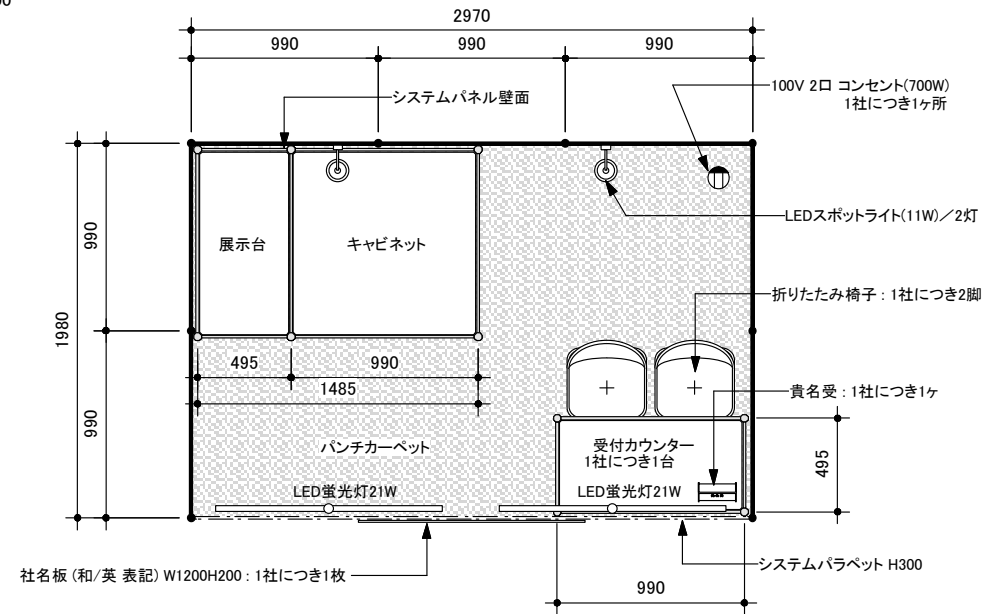 2970
990
990
990
システムパネル壁面
100V 2口 コンセント(700W)
1社につき1ヶ所
LEDスポットライト(11W)／2灯
展示台
キャビネット
990
1980
折りたたみ椅子 : 1社につき2脚
495
990
1485
貴名受 : 1社につき1ヶ
990
パンチカーペット
受付カウンター
1社につき1台
495
LED蛍光灯21W
LED蛍光灯21W
社名板 (和/英 表記) W1200H200 : 1社につき1枚
システムパラペット H300
990